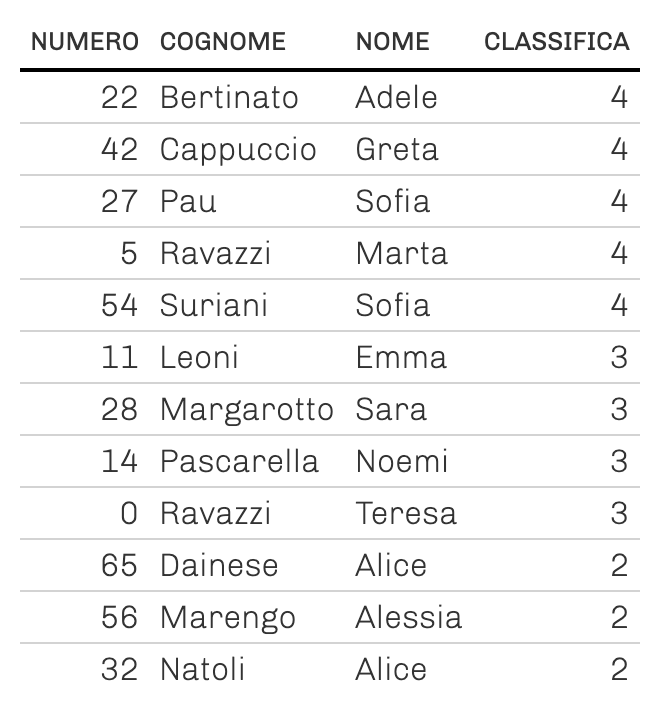 NUMERO COGNOME NOME CLASSIFICA
22 Bertinato Adele 4
42 Cappuccio Greta 4
27 Pau Sofia 4
5 Ravazzi Marta 4
54 Suriani Sofia 4
11 Leoni Emma 3
28 Margarotto Sara 3
14 Pascarella Noemi 3
0 Ravazzi Teresa 3
65 Dainese Alice 2
56 Marengo Alessia 2
32 Natoli Alice 2